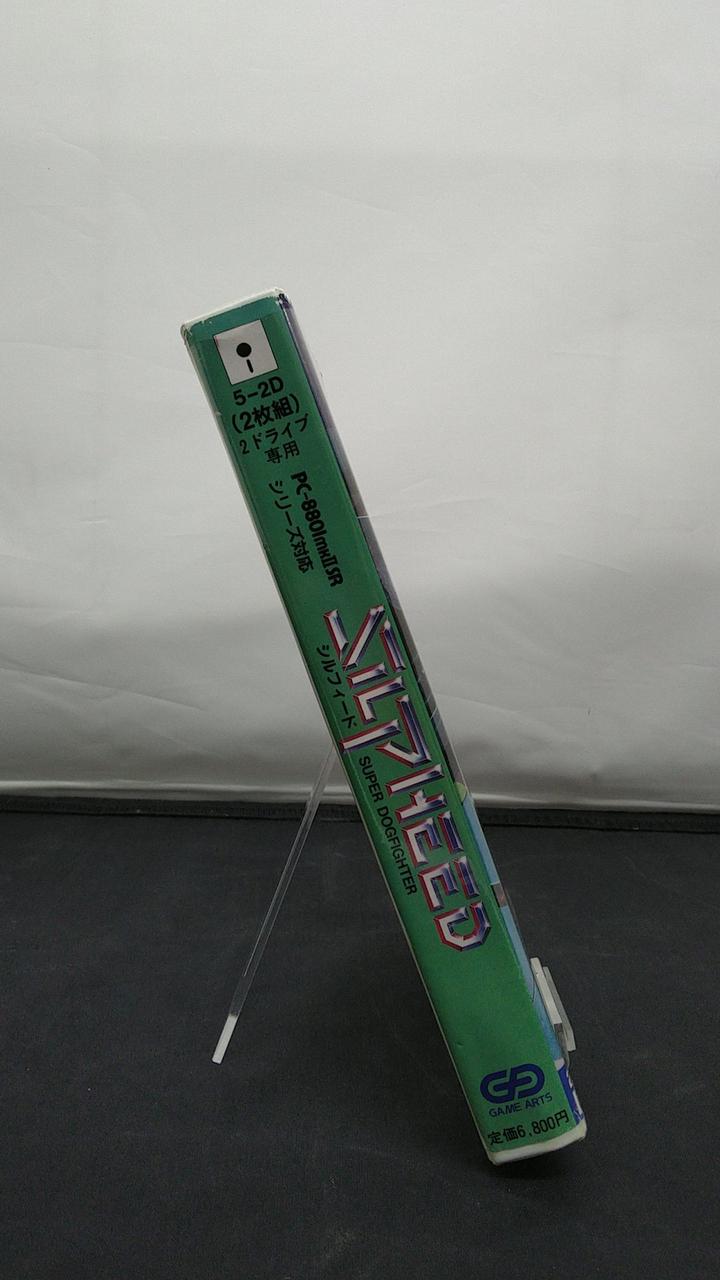 5-2D
(2枚組)
2ドライブ
専用
PC-8801mkIISR
シリーズ対応
SILPHEED
シルフィード
SUPER DOGFIGHTER
GAME ARTS
定価6,800円